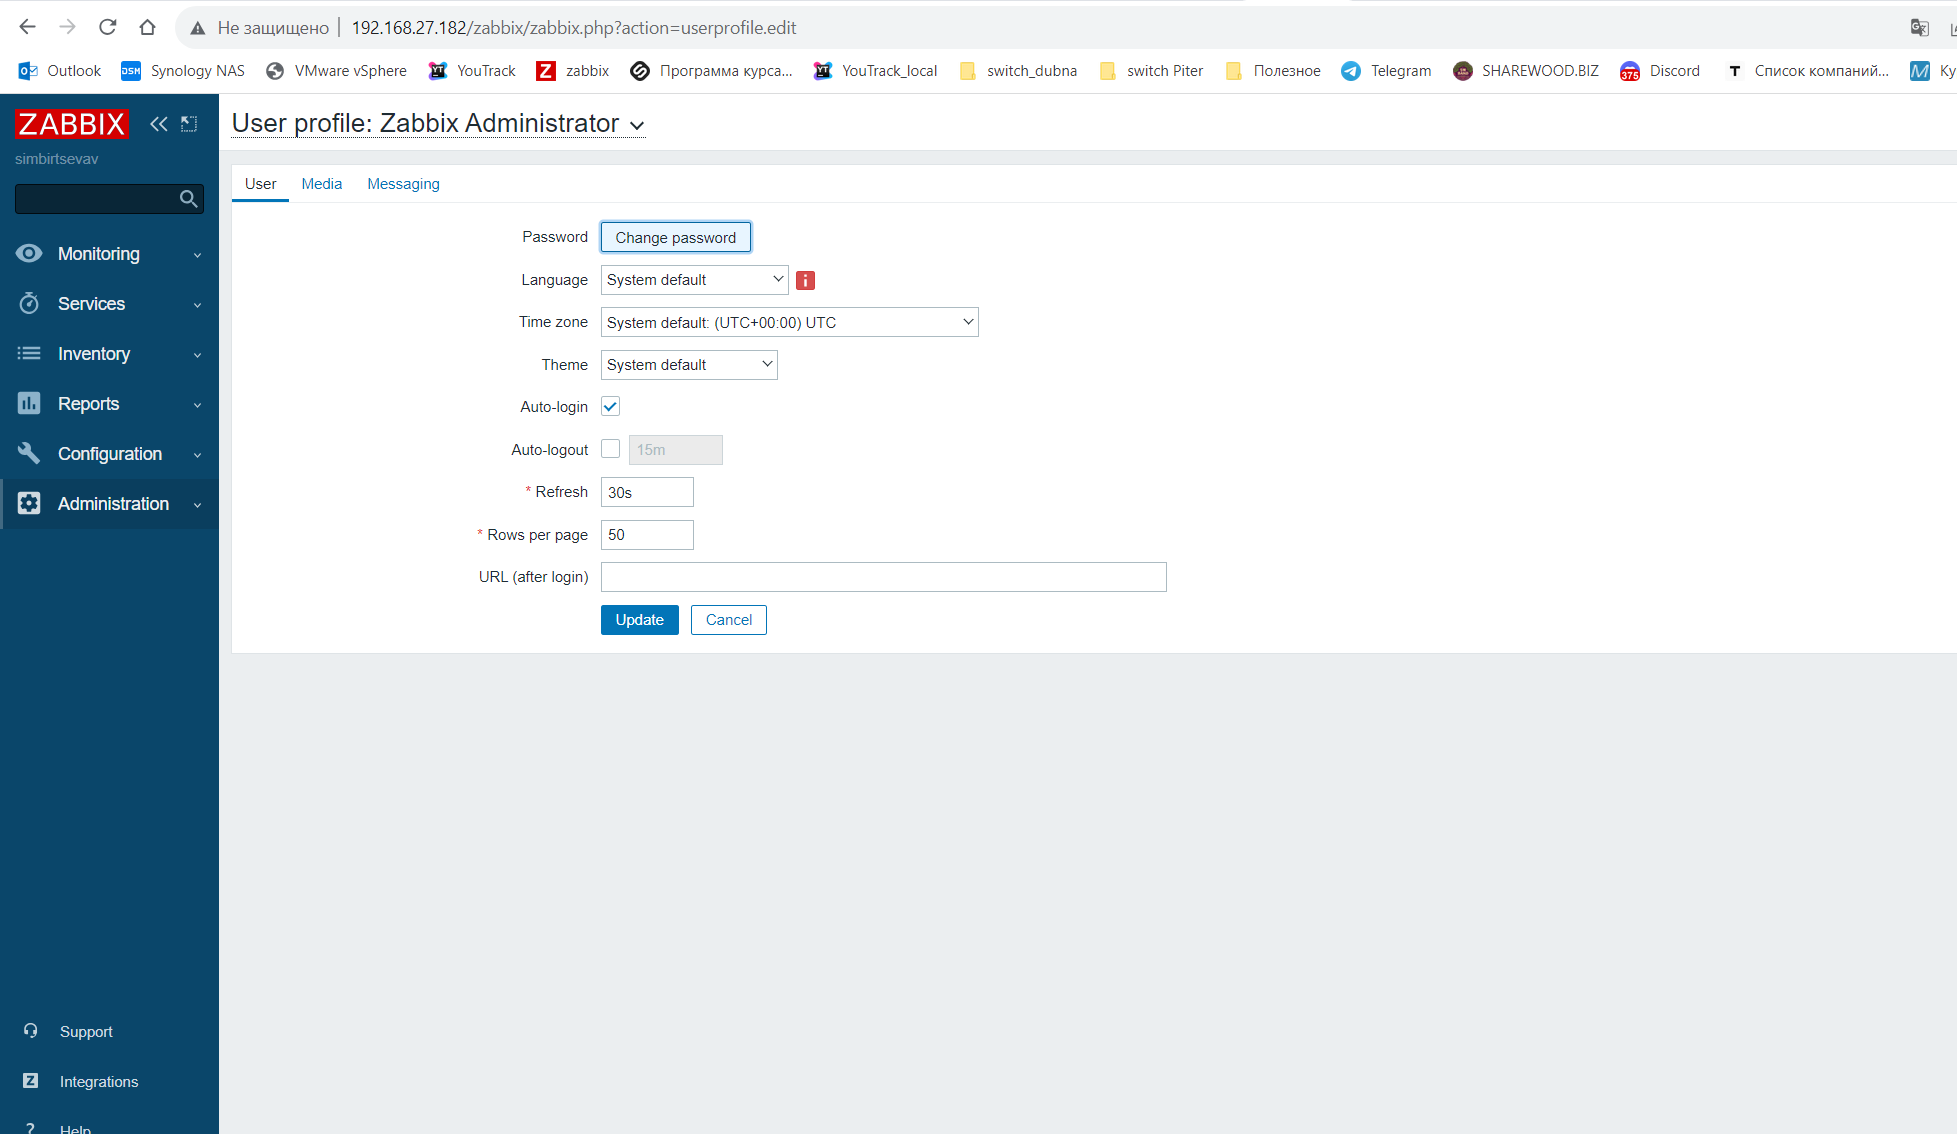 Не защищено | 192.168.27.182/zabbix/zabbix.php?action=userprofile.edit
Outlook DSM Synology NAS VMware vSphere YT YouTrack Z zabbix Программа курса... YT YouTrack_local switch_dubna switch Piter Полезное Telegram SHAREWOOD.BIZ 375 Discord T Список компаний... M Ку
ZABBIX
simbirtsevav
Monitoring
Services
Inventory
Reports
Configuration
Administration
Support
Z Integrations
? Help
User profile: Zabbix Administrator
User Media Messaging
Password Change password
Language System default i
Time zone System default: (UTC+00:00) UTC
Theme System default
Auto-login
Auto-logout 15m
* Refresh 30s
* Rows per page 50
URL (after login)
Update Cancel